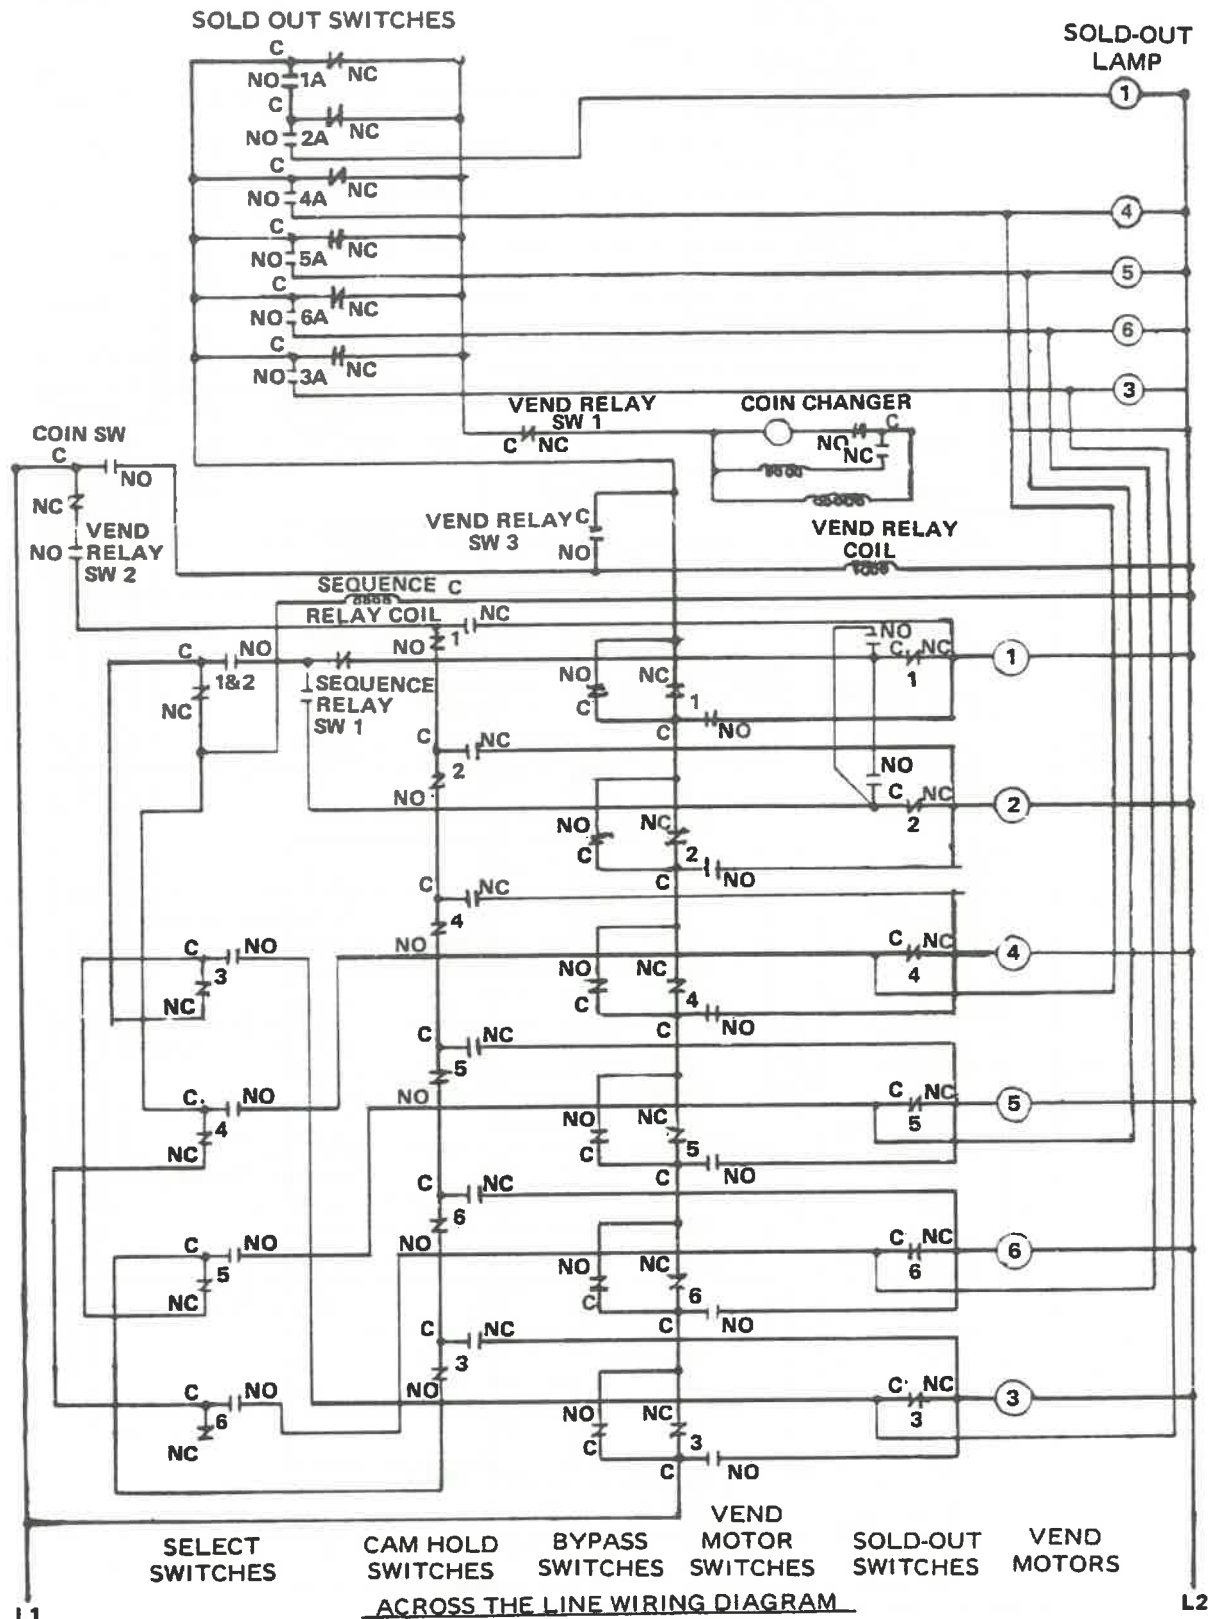 SOLD OUT SWITCHES
SOLD-OUT
LAMP
C
NO 1A NC
1
C
NO 2A NC
C
NO 4A NC
4
C
NO 5A NC
5
C
NO 6A NC
6
C
NO 3A NC
3
VEND RELAY
SW 1
C NC
COIN CHANGER
C
NO
NC
COIN SW
C
NO
NC
VEND
NO RELAY
SW 2
VEND RELAY C
SW 3
NO
VEND RELAY
COIL
SEQUENCE C
RELAY COIL
NC
NO 1
C NO
1&2
NC
SEQUENCE
RELAY
SW 1
NO NC
C 1
C NO
NO
C NC
1
1
C NC
2
NO
NO NC
C 2
C NO
NO
C NC
2
2
C NC
4
NO
C NO
3
NC
NO NC
C 4
C NO
C NC
4
4
C NC
5
NO
C. NO
4
NC
NO NC
C 5
C NO
C NC
5
5
C NC
6
NO
C NO
5
NC
NO NC
C 6
C NO
C NC
6
6
C NC
3
NO
C NO
6
NC
NO NC
C 3
C NO
C NC
3
3
SELECT
SWITCHES
CAM HOLD
SWITCHES
BYPASS
SWITCHES
VEND
MOTOR
SWITCHES
SOLD-OUT
SWITCHES
VEND
MOTORS
L1
ACROSS THE LINE WIRING DIAGRAM
L2